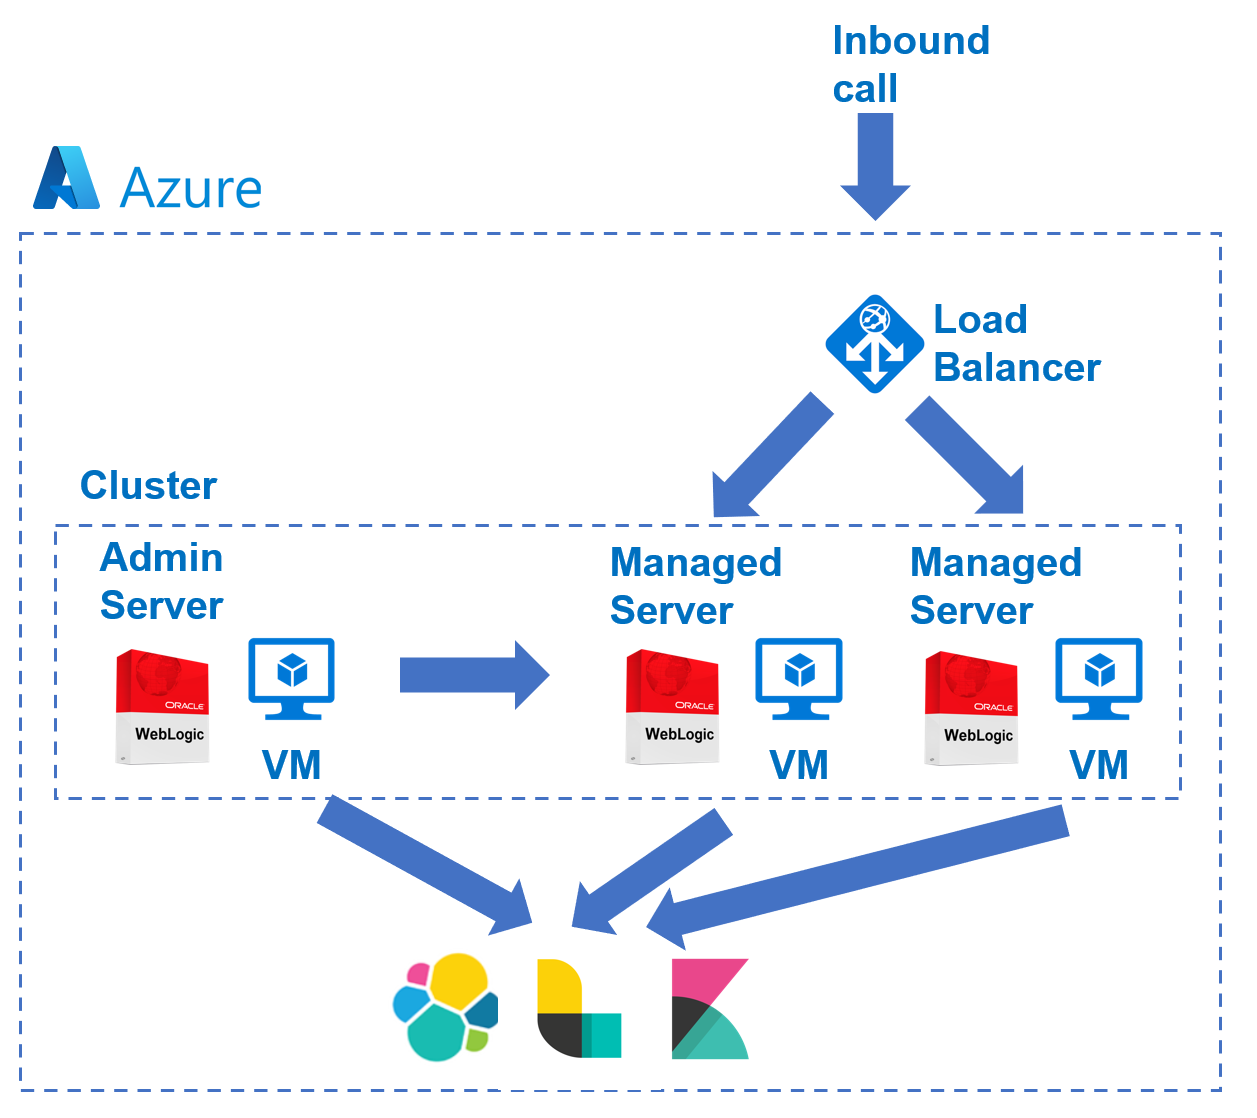 Inbound
call
Azure
Load
Balancer
Cluster
Admin
Server
Managed
Server
Managed
Server
ORACLE
WebLogic
VM
ORACLE
WebLogic
VM
ORACLE
WebLogic
VM